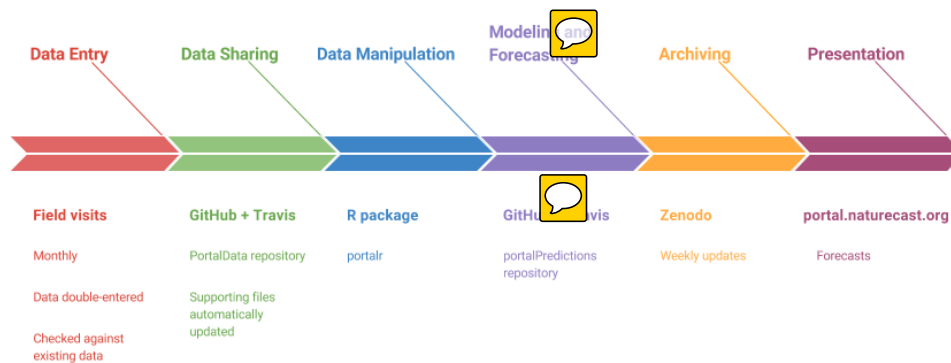 Modeling and
Data Entry
Data Sharing
Data Manipulation
Forecasting
Archiving
Presentation
Field visits
GitHub + Travis
R package
Zenodo
portal.naturecast.org
Monthly
PortalData repository
portalr
portalPredictions
repository
Weekly updates
Forecasts
Data double-entered
Supporting files
automatically
updated
Checked against
existing data